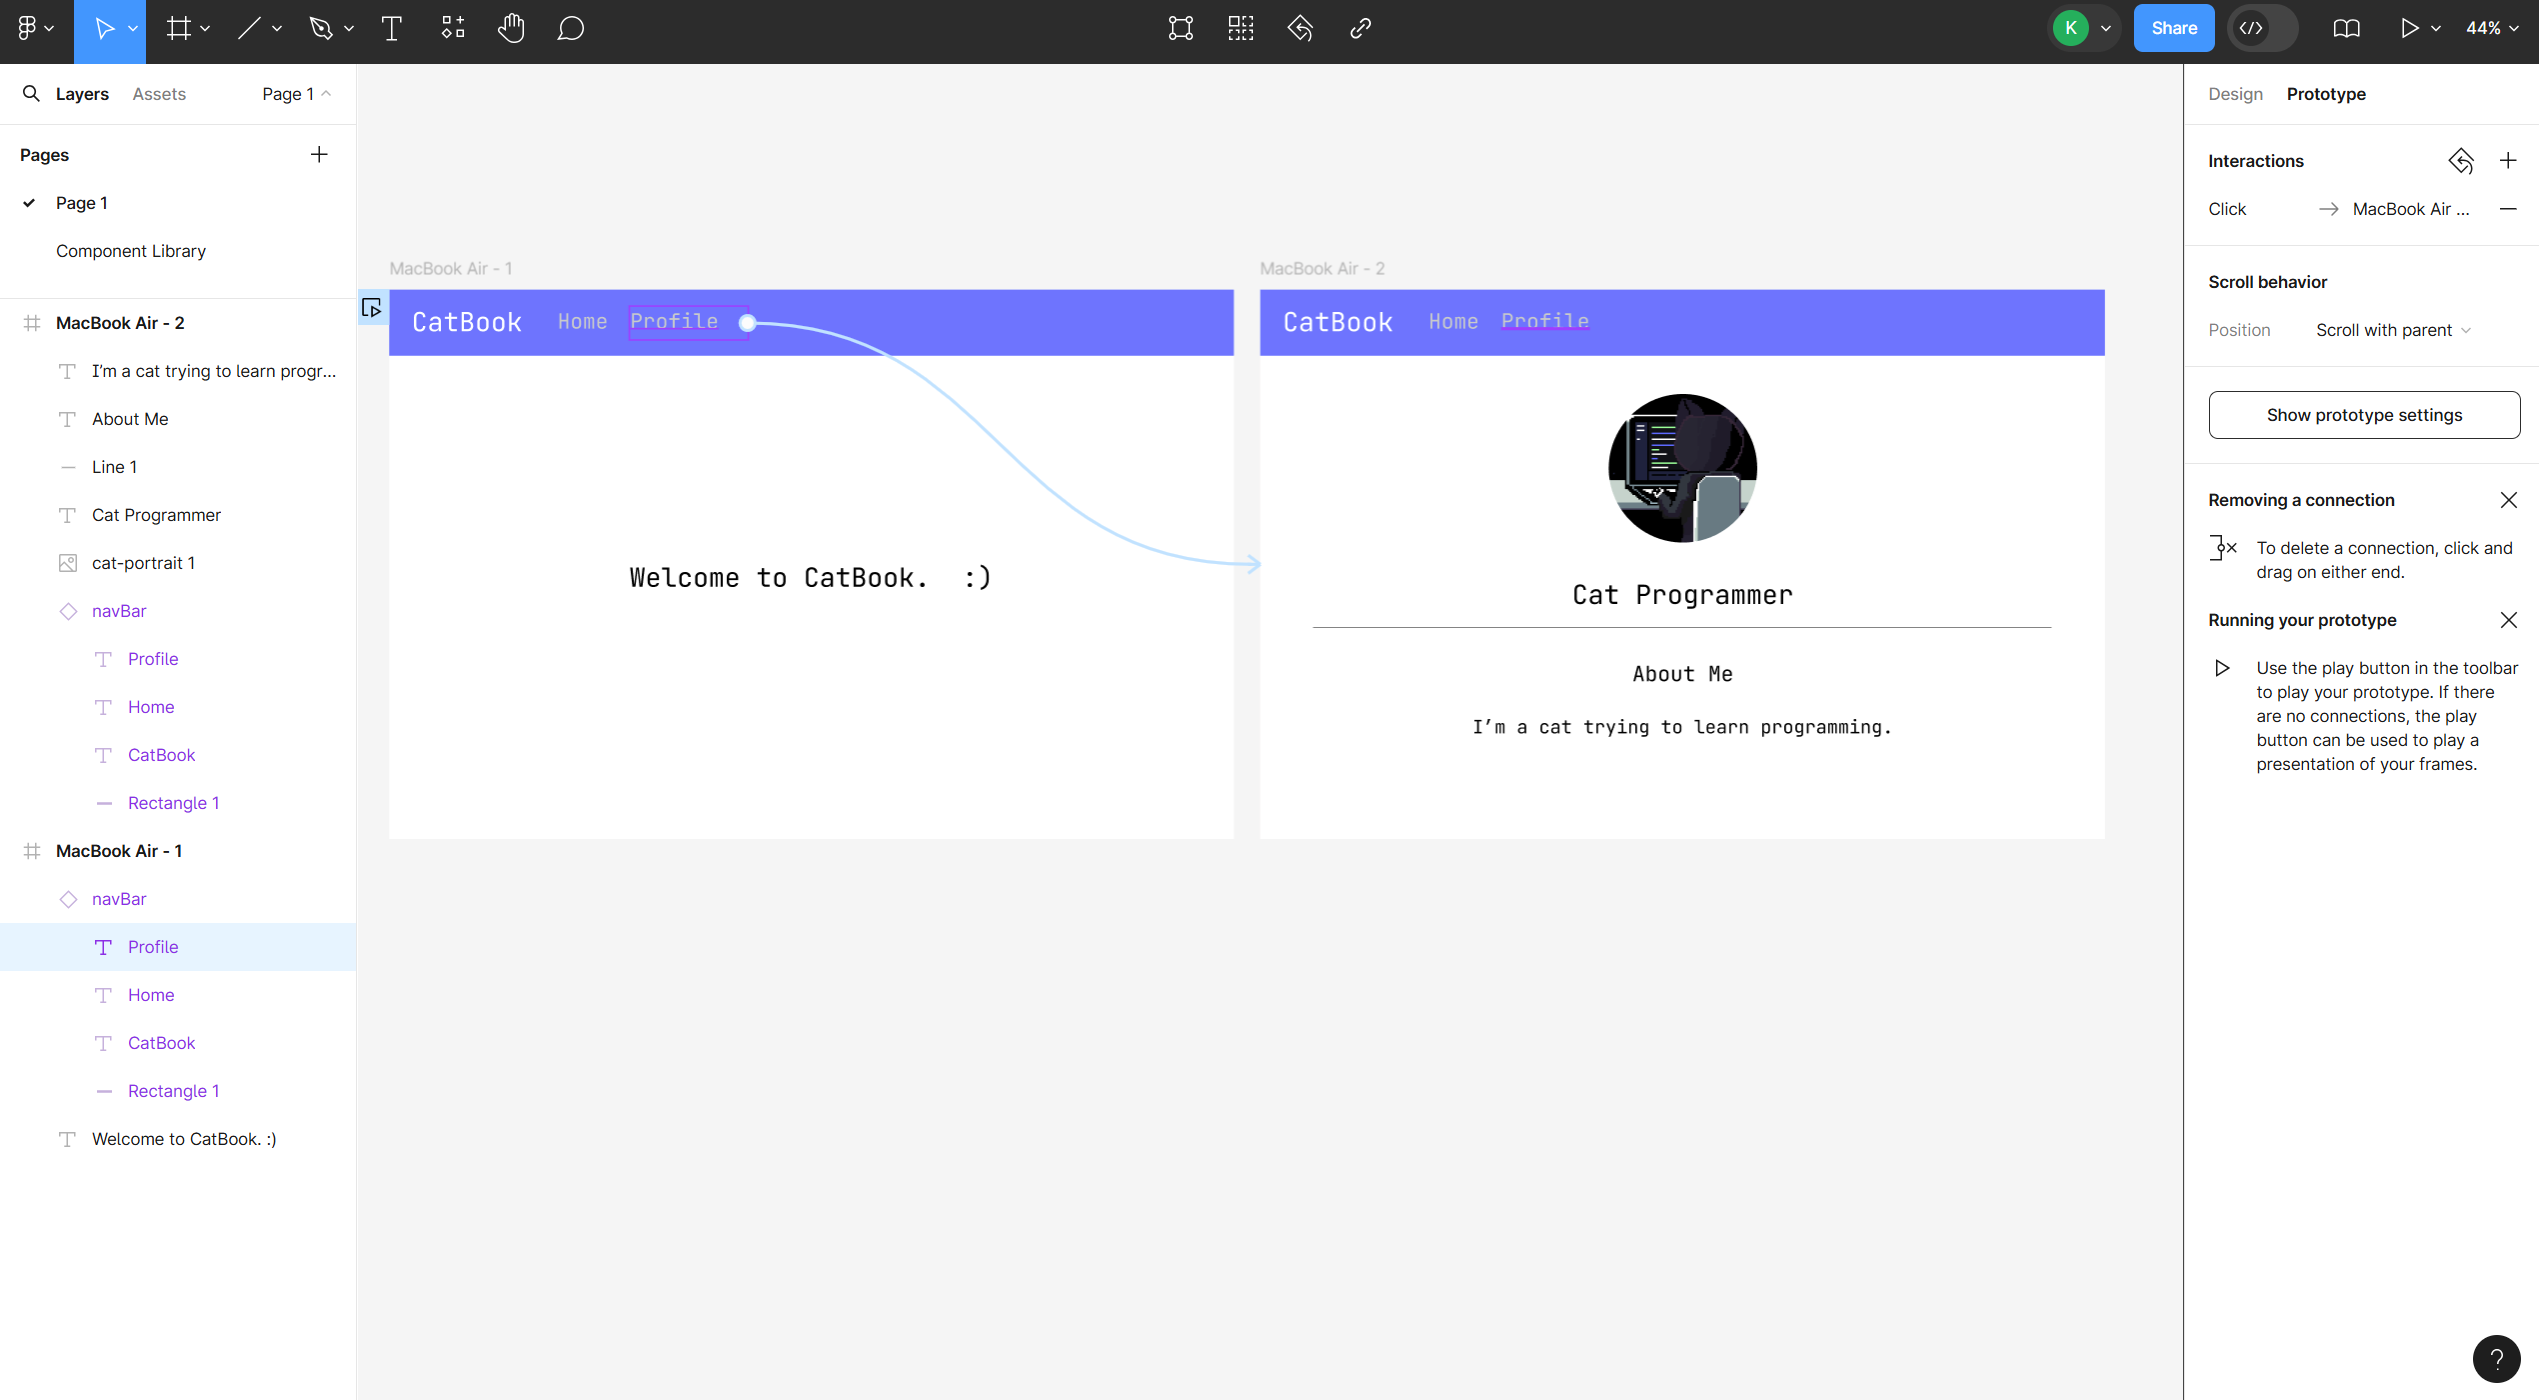 K
Share
44%
Layers
Assets
Page 1
Pages
Page 1
Component Library
MacBook Air - 2
I'm a cat trying to learn progr...
About Me
Line 1
Cat Programmer
cat-portrait 1
navBar
Profile
Home
CatBook
Rectangle 1
MacBook Air - 1
navBar
Profile
Home
CatBook
Rectangle 1
Welcome to CatBook. :)
MacBook Air - 1
CatBook Home Profile
Welcome to CatBook. :)
MacBook Air - 2
CatBook Home Profile
Cat Programmer
About Me
I'm a cat trying to learn programming.
Design
Prototype
Interactions
Click
MacBook Air ...
Scroll behavior
Position
Scroll with parent
Show prototype settings
Removing a connection
To delete a connection, click and
drag on either end.
Running your prototype
Use the play button in the toolbar
to play your prototype. If there
are no connections, the play
button can be used to play a
presentation of your frames.
?